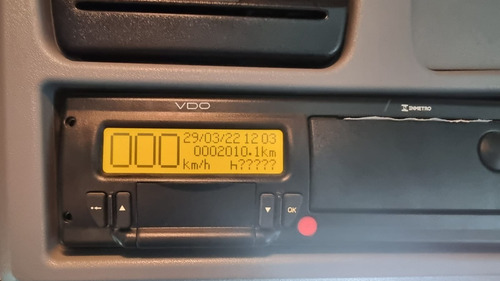 VDO
INMETRO
000 29/03/22 12 03
0002010.1km
km/h h?????
OK